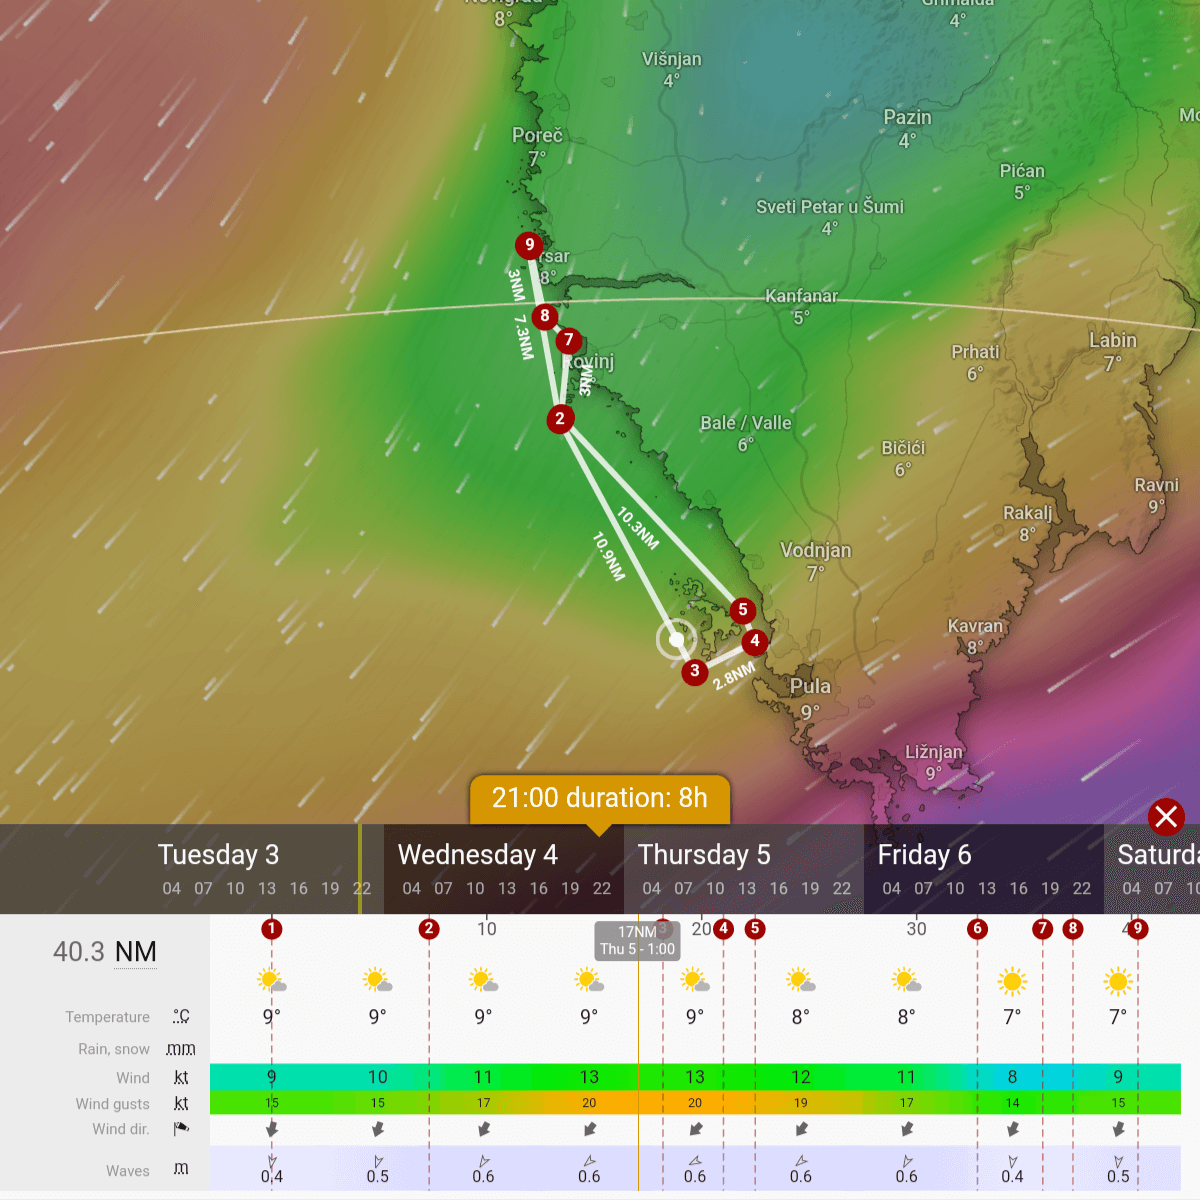 8°
4°
Višnjan
4°
Pazin
4°
Poreč
7°
Pićan
5°
Sveti Petar u Šumi
4°
9
rsar
8°
3NM
Kanfanar
5°
8
7.3NM
7
Rovinj
3NM
Prhati
6°
Labin
7°
2
Bale / Valle
6°
Bičići
6°
Ravni
9°
10.3NM
10.9NM
Rakalj
8°
Vodnjan
7°
5
4
Kavran
8°
3
2.8NM
Pula
9°
Ližnjan
9°
21:00 duration: 8h
Tuesday 3 Wednesday 4 Thursday 5 Friday 6 Saturd
04 07 10 13 16 19 22 04 07 10 13 16 19 22 04 07 10 13 16 19 22 04 07 10 13 16 19 22 04 07 10
40.3 NM
1 2 10 3 20 4 5 30 6 7 8 4 9
17NM
Thu 5 - 1:00
Temperature °C 9° 9° 9° 9° 9° 8° 8° 7° 7°
Rain, snow mm
Wind kt 9 10 11 13 13 12 11 8 9
Wind gusts kt 15 15 17 20 20 19 17 14 15
Wind dir.
Waves m 0.4 0.5 0.6 0.6 0.6 0.6 0.6 0.4 0.5